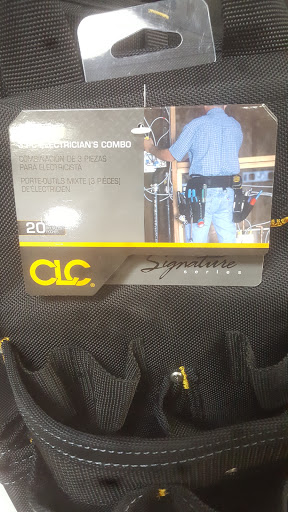 ELECTRICIAN'S COMBO
COMBINACIÓN DE 3 PIEZAS
PARA ELECTRICISTA
PORTE-OUTILS MIXTE (3 PIÈCES)
D'ÉLECTRICIEN
20
CLC®
Signature
series